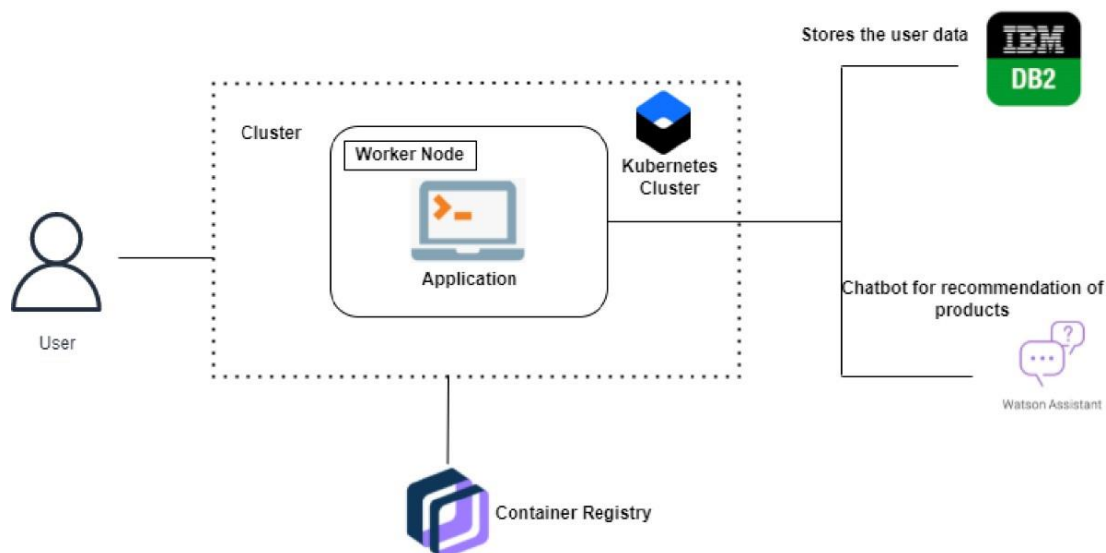 Stores the user data
IBM
DB2
Cluster
Worker Node
Kubernetes
Cluster
Application
User
Chatbot for recommendation of
products
Watson Assistant
Container Registry